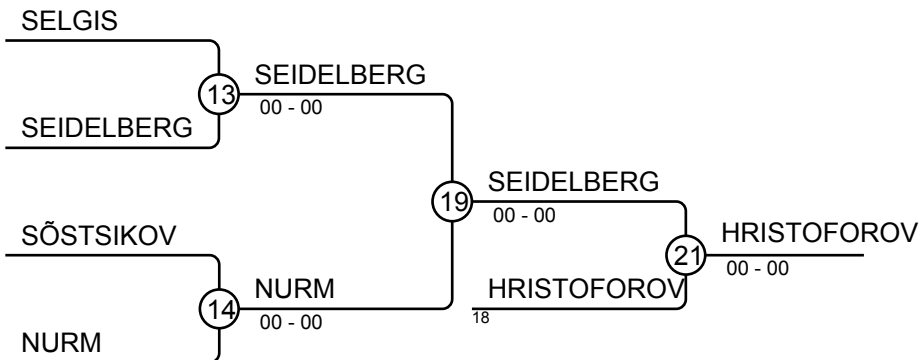 SELGIS
13
SEIDELBERG
00 - 00
SEIDELBERG
19
SEIDELBERG
00 - 00
SÕSTSIKOV
21
HRISTOFOROV
00 - 00
14
NURM
00 - 00
HRISTOFOROV
18
NURM